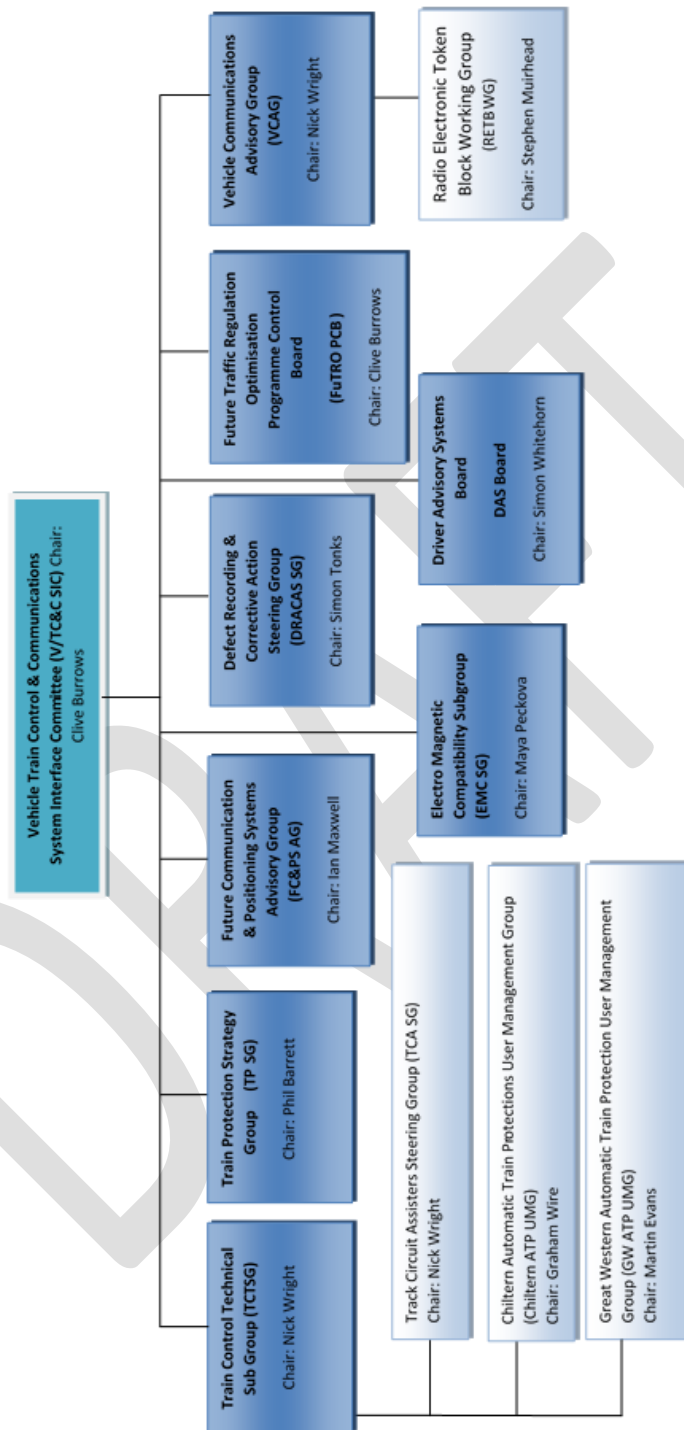 Vehicle Train Control & Communications
System Interface Committee (V/TC&C SIC) Chair:
Clive Burrows
Train Control Technical
Sub Group (TCTSG)
Chair: Nick Wright
Train Protection Strategy
Group (TP SG)
Chair: Phil Barrett
Future Communication
& Positioning Systems
Advisory Group
(FC&PS AG)
Chair: Ian Maxwell
Defect Recording &
Corrective Action
Steering Group
(DRACAS SG)
Chair: Simon Tonks
Future Traffic Regulation
Optimisation
Programme Control
Board
(FuTRO PCB)
Chair: Clive Burrows
Vehicle Communications
Advisory Group
(VCAG)
Chair: Nick Wright
Track Circuit Assisters Steering Group (TCA SG)
Chair: Nick Wright
Chiltern Automatic Train Protections User Management Group
(Chiltern ATP UMG)
Chair: Graham Wire
Great Western Automatic Train Protection User Management
Group (GW ATP UMG)
Chair: Martin Evans
Electro Magnetic
Compatibility Subgroup
(EMC SG)
Chair: Maya Peckova
Driver Advisory Systems
Board
DAS Board
Chair: Simon Whitehorn
Radio Electronic Token
Block Working Group
(RETBWG)
Chair: Stephen Muirhead
DRAFT